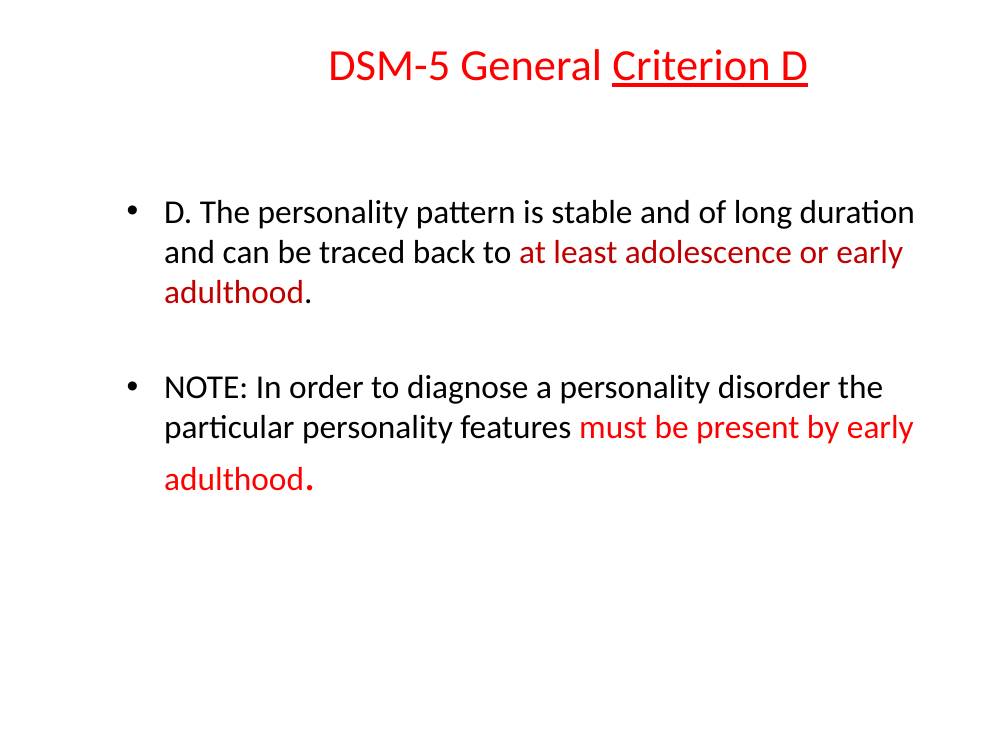 DSM-5 General Criterion D
• D. The personality pattern is stable and of long duration
and can be traced back to at least adolescence or early
adulthood.
• NOTE: In order to diagnose a personality disorder the
particular personality features must be present by early
adulthood.